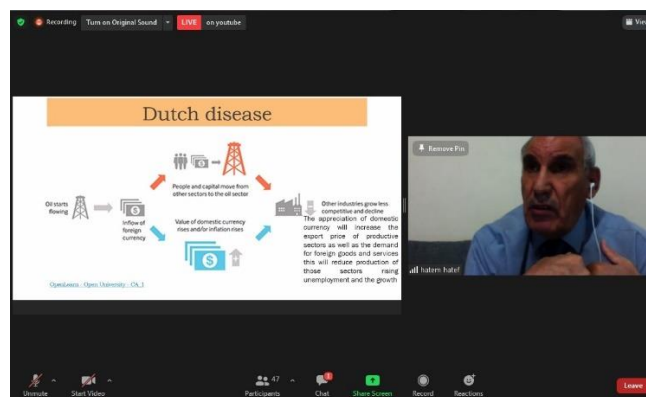 Recording
Turn on Original Sound
LIVE
on youtube
View
Dutch disease
People and capital move from
other sectors to the oil sector
Oil starts
flowing
Inflow of
foreign
currency
Value of domestic currency
rises and/or inflation rises
Other industries grow less
competitive and decline
The appreciation of domestic
currency will increase the
export price of productive
sectors as well as the demand
for foreign goods and services
this will reduce production of
those sectors rising
unemployment and the growth
OpenLearn - Open University - CA_1
Remove Pin
hatem hatef
Unmute
Start Video
47
Participants
1
Chat
Share Screen
Record
Reactions
Leave